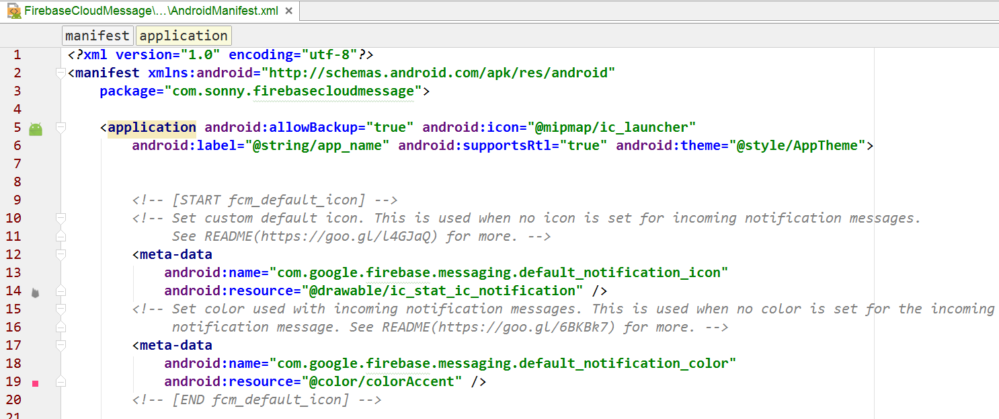 FirebaseCloudMessage\...\AndroidManifest.xml ×
manifest application
1 <?xml version="1.0" encoding="utf-8"?>
2 <manifest xmlns:android="http://schemas.android.com/apk/res/android"
3 package="com.sonny.firebasecloudmessage">
4
5 <application android:allowBackup="true" android:icon="@mipmap/ic_launcher"
6 android:label="@string/app_name" android:supportsRtl="true" android:theme="@style/AppTheme">
7
8
9 <!-- [START fcm_default_icon] -->
10 <!-- Set custom default icon. This is used when no icon is set for incoming notification messages.
11 See README(https://goo.gl/l4GJaQ) for more. -->
12 <meta-data
13 android:name="com.google.firebase.messaging.default_notification_icon"
14 android:resource="@drawable/ic_stat_ic_notification" />
15 <!-- Set color used with incoming notification messages. This is used when no color is set for the incoming
16 notification message. See README(https://goo.gl/6BKBk7) for more. -->
17 <meta-data
18 android:name="com.google.firebase.messaging.default_notification_color"
19 android:resource="@color/colorAccent" />
20 <!-- [END fcm_default_icon] -->
21